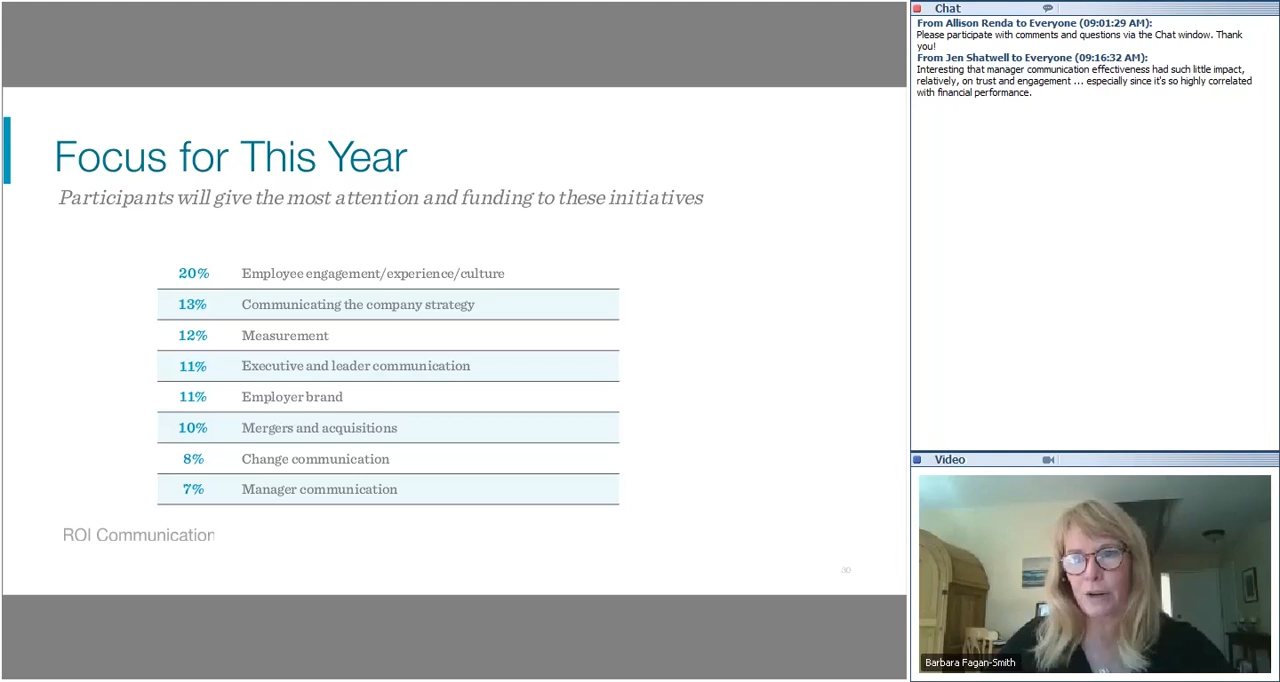 Focus for This Year
Participants will give the most attention and funding to these initiatives
20% Employee engagement/experience/culture
13% Communicating the company strategy
12% Measurement
11% Executive and leader communication
11% Employer brand
10% Mergers and acquisitions
8% Change communication
7% Manager communication
ROI Communication
30
Chat
From Allison Renda to Everyone (09:01:29 AM):
Please participate with comments and questions via the Chat window. Thank
you!
From Jen Shatwell to Everyone (09:16:32 AM):
Interesting that manager communication effectiveness had such little impact,
relatively, on trust and engagement ... especially since it's so highly correlated
with financial performance.
Video
Barbara Fagan-Smith